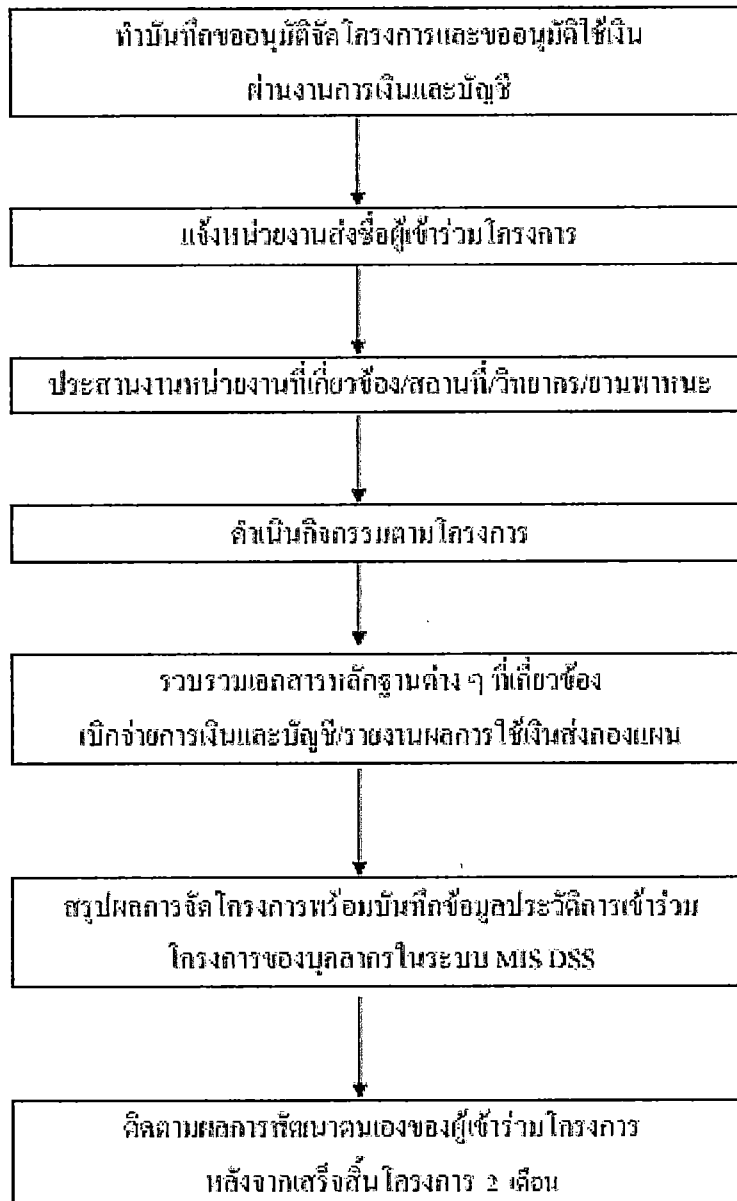 ทำบันทึกขออนุมัติจัดโครงการและขออนุมัติใช้เงิน
ผ่านงานการเงินและบัญชี
แจ้งหน่วยงานส่งชื่อผู้เข้าร่วมโครงการ
ประสานงานหน่วยงานที่เกี่ยวข้อง/สถานที่/วิทยากร/ยานพาหนะ
ดำเนินกิจกรรมตามโครงการ
รวบรวมเอกสารหลักฐานต่าง ๆ ที่เกี่ยวข้อง
เบิกจ่ายการเงินและบัญชี/รายงานผลการใช้เงินส่งกองแผน
สรุปผลการจัดโครงการพร้อมบันทึกข้อมูลประวัติการเข้าร่วม
โครงการของบุคลากรในระบบ MIS DSS
ติดตามผลการพัฒนาตนเองของผู้เข้าร่วมโครงการ
หลังจากเสร็จสิ้นโครงการ 2 เดือน